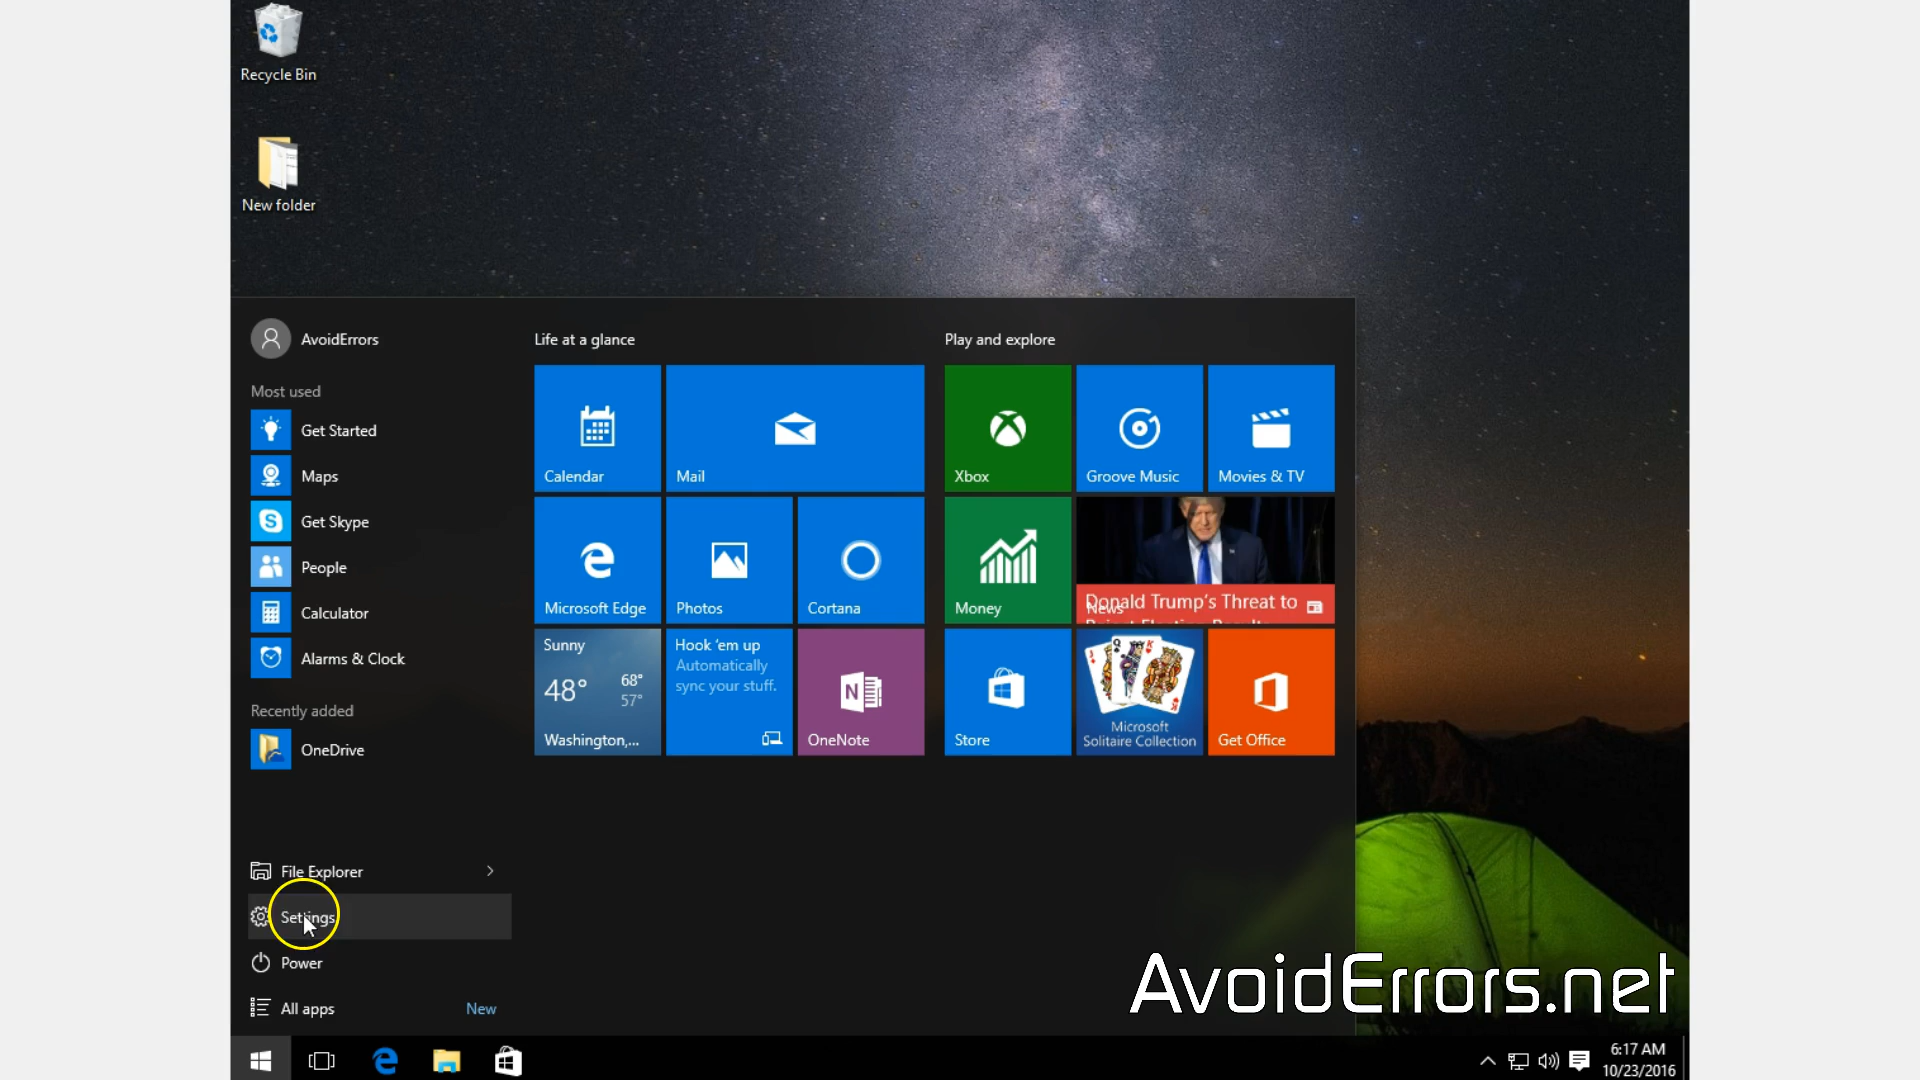 Recycle Bin
New folder
AvoidErrors
Most used
Get Started
Maps
Get Skype
People
Calculator
Alarms & Clock
Recently added
OneDrive
File Explorer
Settings
Power
All apps
New
Life at a glance
Calendar
Mail
Microsoft Edge
Photos
Cortana
Sunny
48°
68°
57°
Washington,...
Hook 'em up
Automatically
sync your stuff.
OneNote
Play and explore
Xbox
Groove Music
Movies & TV
Money
Donald Trump's Threat to
News
Reject Election Results
Store
Microsoft
Solitaire Collection
Get Office
AvoidErrors.net
6:17 AM
10/23/2016